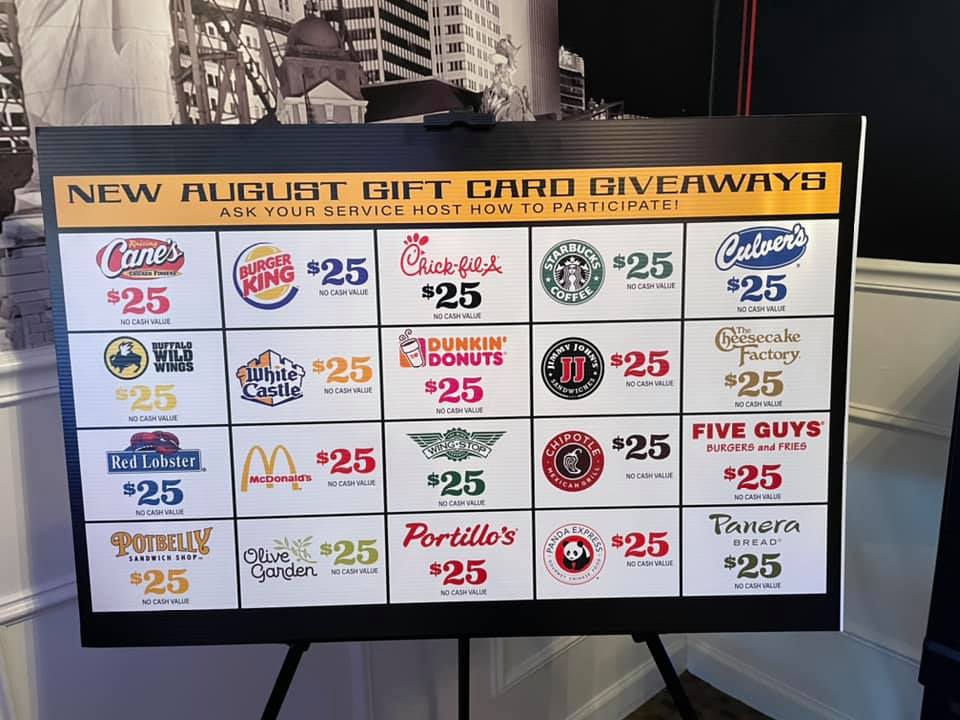 NEW AUGUST GIFT CARD GIVEAWAYS
ASK YOUR SERVICE HOST HOW TO PARTICIPATE!
Raising
Cane's
CHICKEN FINGERS
$25
NO CASH VALUE
BURGER
KING
$25
NO CASH VALUE
Chick-fil-A
$25
NO CASH VALUE
STARBUCKS
COFFEE
$25
NO CASH VALUE
Culver's
$25
NO CASH VALUE
BUFFALO
WILD
WINGS
$25
NO CASH VALUE
White
Castle
$25
NO CASH VALUE
DUNKIN'
DONUTS
$25
NO CASH VALUE
JIMMY JOHN'S
JJ
SANDWICHES
$25
NO CASH VALUE
The
Cheesecake
Factory
$25
NO CASH VALUE
Red Lobster
$25
NO CASH VALUE
McDonald's
$25
NO CASH VALUE
WING·STOP
$25
NO CASH VALUE
CHIPOTLE
MEXICAN GRILL
$25
NO CASH VALUE
FIVE GUYS
BURGERS and FRIES
$25
NO CASH VALUE
POTBELLY
SANDWICH SHOP
$25
NO CASH VALUE
Olive
Garden
$25
NO CASH VALUE
Portillo's
$25
NO CASH VALUE
PANDA EXPRESS
GOURMET CHINESE FOOD
$25
NO CASH VALUE
Panera
BREAD®
$25
NO CASH VALUE